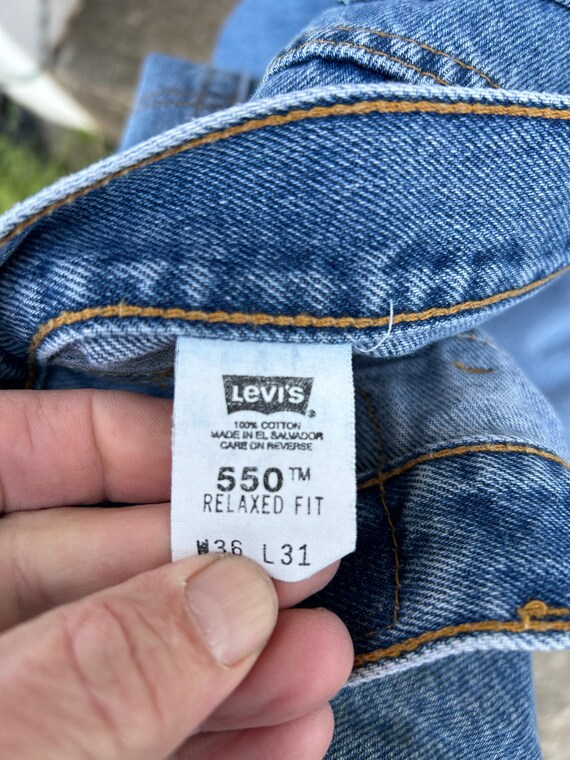 LEVI'S ®
100% COTTON
MADE IN EL SALVADOR
CARE ON REVERSE
550™
RELAXED FIT
W36 L31